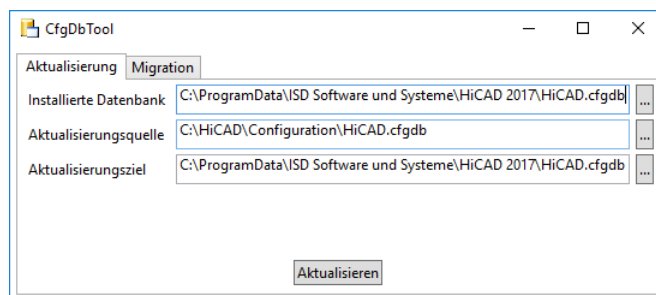 CfgDbTool
Aktualisierung Migration
Installierte Datenbank C:\ProgramData\ISD Software und Systeme\HiCAD 2017\HiCAD.cfgdb ...
Aktualisierungsquelle C:\HiCAD\Configuration\HiCAD.cfgdb ...
Aktualisierungsziel C:\ProgramData\ISD Software und Systeme\HiCAD 2017\HiCAD.cfgdb ...
Aktualisieren